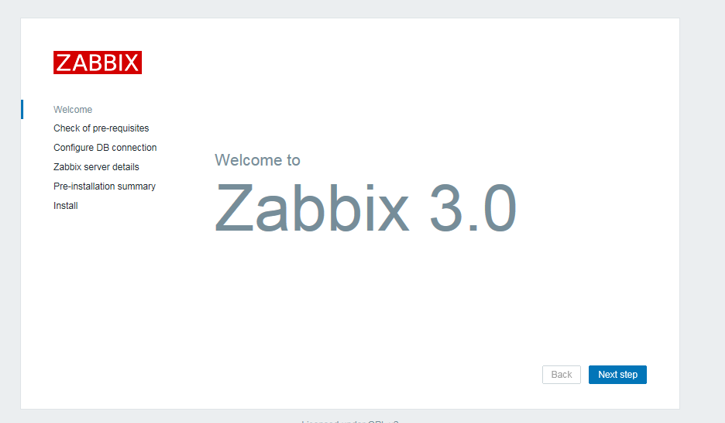 ZABBIX
Welcome
Check of pre-requisites
Configure DB connection
Zabbix server details
Pre-installation summary
Install
Welcome to
Zabbix 3.0
Back
Next step